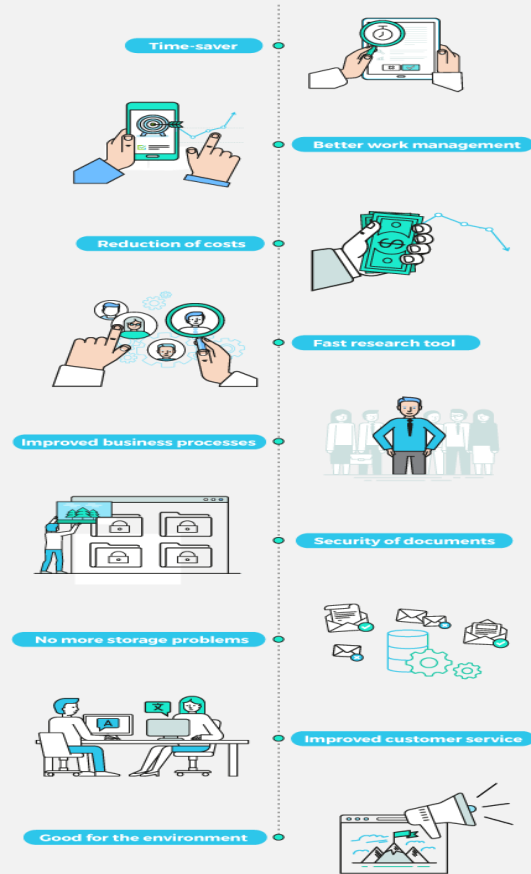 Time-saver
Better work management
Reduction of costs
Fast research tool
Improved business processes
Security of documents
No more storage problems
A
文
Improved customer service
Good for the environment